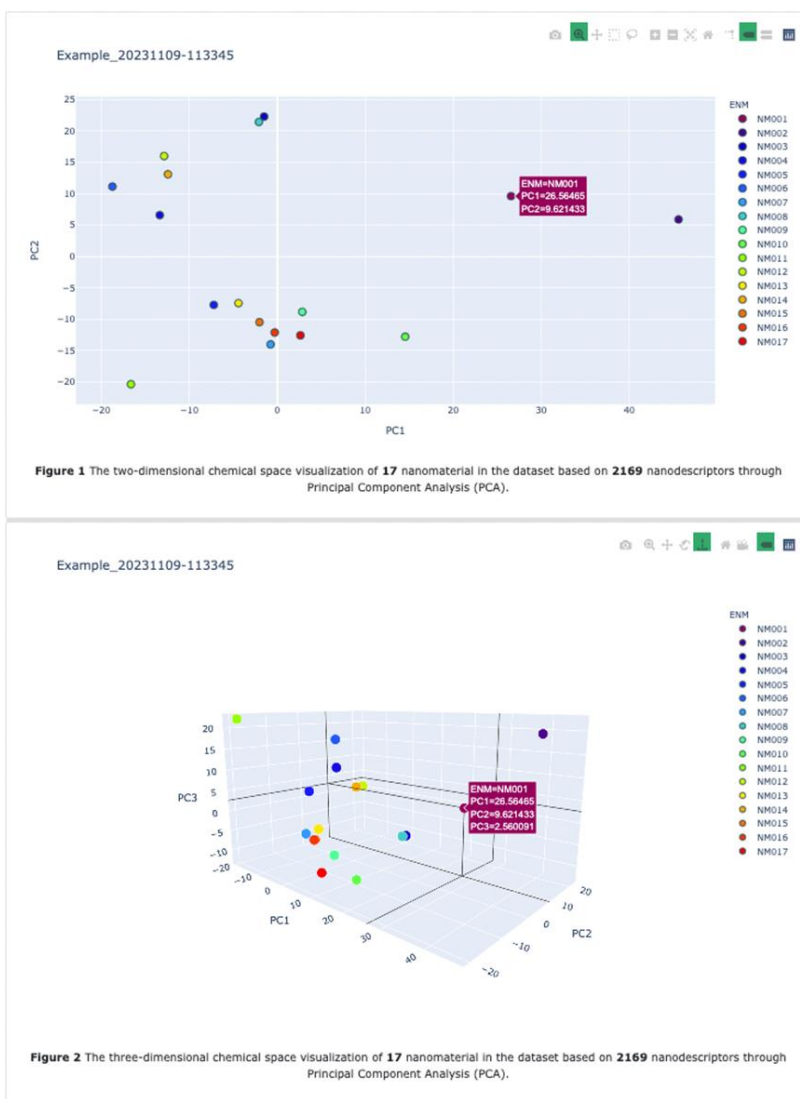 Example_20231109-113345
25
20
15
10
5
0
−5
−10
−15
−20
PC2
−20
−10
0
10
20
30
40
PC1
ENM=NM001
PC1=26.56465
PC2=9.621433
ENM
NM001
NM002
NM003
NM004
NM005
NM006
NM007
NM008
NM009
NM010
NM011
NM012
NM013
NM014
NM015
NM016
NM017
Figure 1 The two-dimensional chemical space visualization of 17 nanomaterial in the dataset based on 2169 nanodescriptors through
Principal Component Analysis (PCA).
Example_20231109-113345
ENM
NM001
NM002
NM003
NM004
NM005
NM006
NM007
NM008
NM009
NM010
NM011
NM012
NM013
NM014
NM015
NM016
NM017
20
15
10
5
0
−5
−10
PC3
ENM=NM001
PC1=26.56465
PC2=9.621433
PC3=2.560091
−20
−10
0
10
20
30
40
PC1
20
10
0
−10
−20
PC2
Figure 2 The three-dimensional chemical space visualization of 17 nanomaterial in the dataset based on 2169 nanodescriptors through
Principal Component Analysis (PCA).